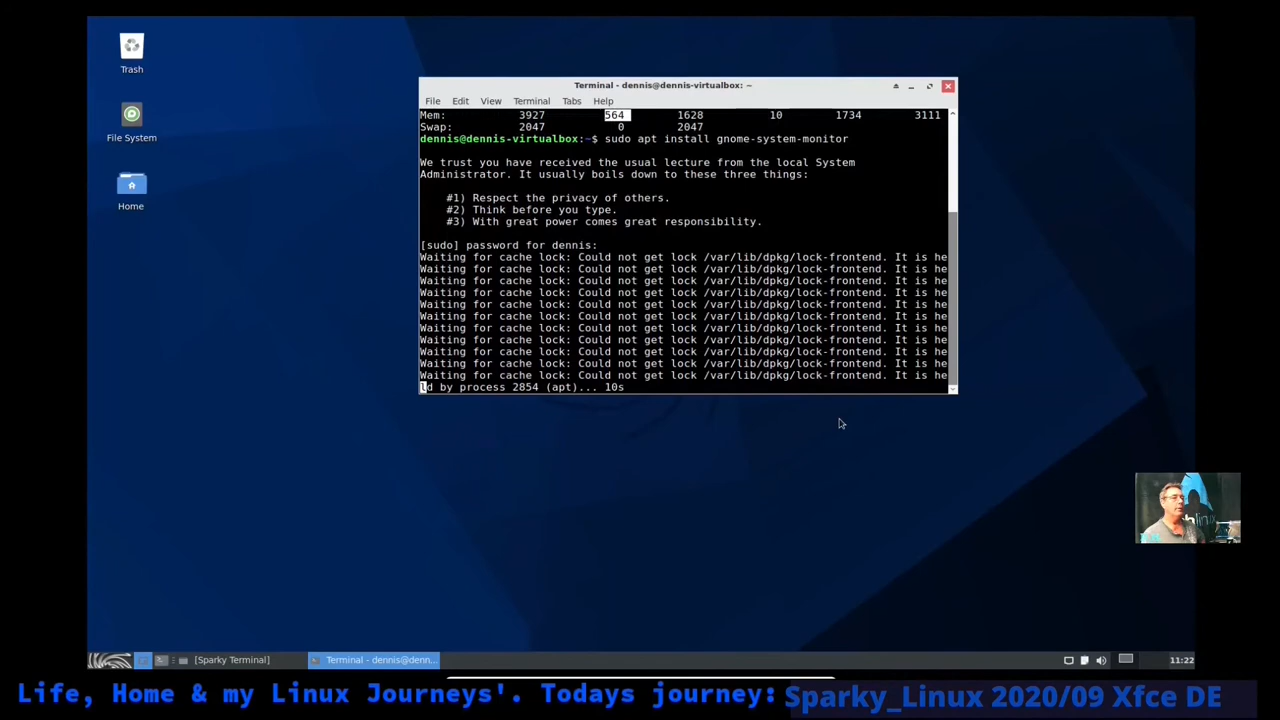 Trash
File System
Home
Terminal - dennis@dennis-virtualbox: ~
File Edit View Terminal Tabs Help
Mem: 3927 564 1628 10 1734 3111
Swap: 2047 0 2047
dennis@dennis-virtualbox:~$ sudo apt install gnome-system-monitor
We trust you have received the usual lecture from the local System
Administrator. It usually boils down to these three things:
#1) Respect the privacy of others.
#2) Think before you type.
#3) With great power comes great responsibility.
[sudo] password for dennis:
Waiting for cache lock: Could not get lock /var/lib/dpkg/lock-frontend. It is he
Waiting for cache lock: Could not get lock /var/lib/dpkg/lock-frontend. It is he
Waiting for cache lock: Could not get lock /var/lib/dpkg/lock-frontend. It is he
Waiting for cache lock: Could not get lock /var/lib/dpkg/lock-frontend. It is he
Waiting for cache lock: Could not get lock /var/lib/dpkg/lock-frontend. It is he
Waiting for cache lock: Could not get lock /var/lib/dpkg/lock-frontend. It is he
Waiting for cache lock: Could not get lock /var/lib/dpkg/lock-frontend. It is he
Waiting for cache lock: Could not get lock /var/lib/dpkg/lock-frontend. It is he
Waiting for cache lock: Could not get lock /var/lib/dpkg/lock-frontend. It is he
Waiting for cache lock: Could not get lock /var/lib/dpkg/lock-frontend. It is he
Waiting for cache lock: Could not get lock /var/lib/dpkg/lock-frontend. It is he
ld by process 2854 (apt)... 10s
[Sparky Terminal]
Terminal - dennis@denn...
11:22
Life, Home & my Linux Journeys'. Todays journey: Sparky_Linux 2020/09 Xfce DE